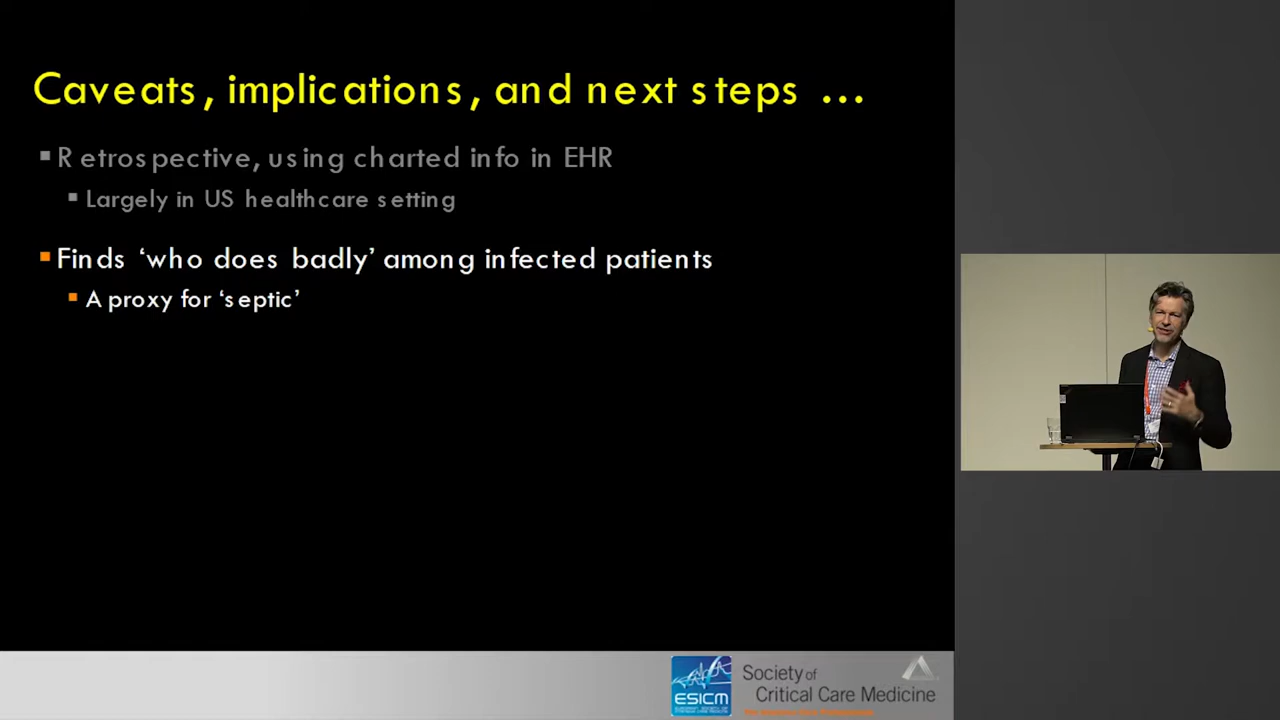 Caveats, implications, and next steps ...
Retrospective, using charted info in EHR
Largely in US healthcare setting
Finds ‘who does badly’ among infected patients
A proxy for ‘septic’
ESICM
Society of
Critical Care Medicine